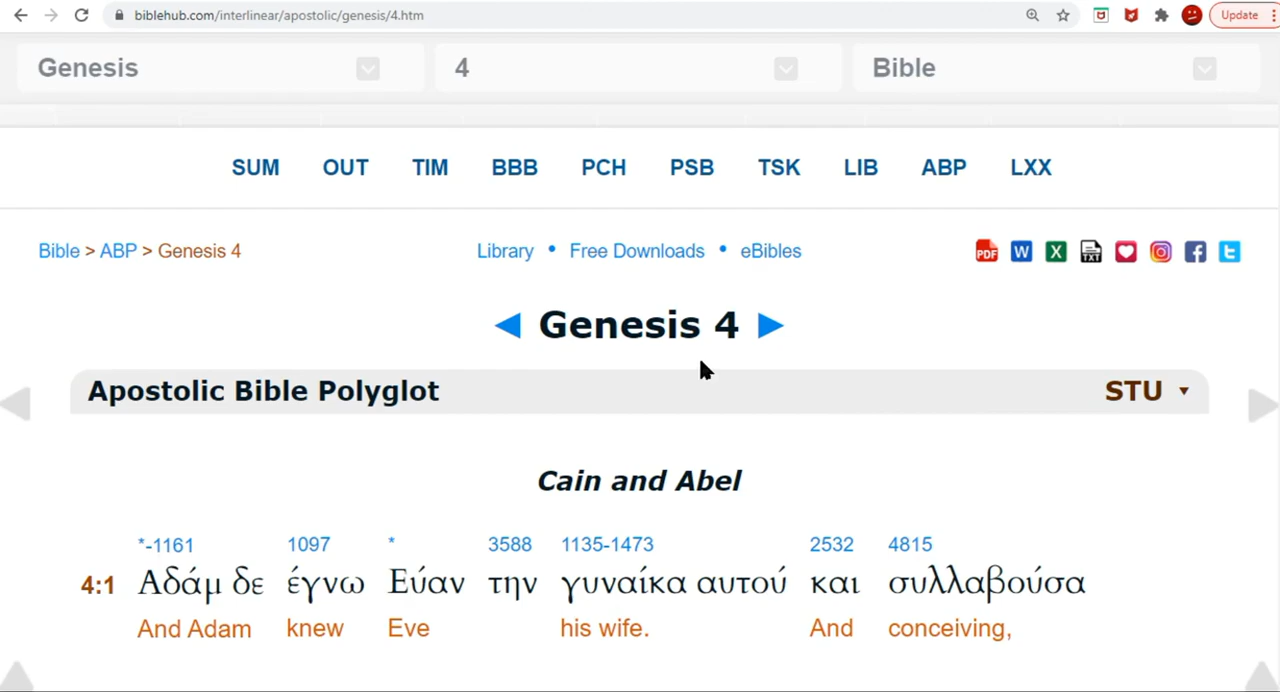 biblehub.com/interlinear/apostolic/genesis/4.htm
Update
Genesis 4 Bible
SUM OUT TIM BBB PCH PSB TSK LIB ABP LXX
Bible > ABP > Genesis 4 Library • Free Downloads • eBibles
◄ Genesis 4 ►
Apostolic Bible Polyglot STU ▼
Cain and Abel
*-1161 1097 * 3588 1135-1473 2532 4815
4:1 Αδάμ δε έγνω Εύαν την γυναίκα αυτού και συλλαβούσα
And Adam knew Eve his wife. And conceiving,